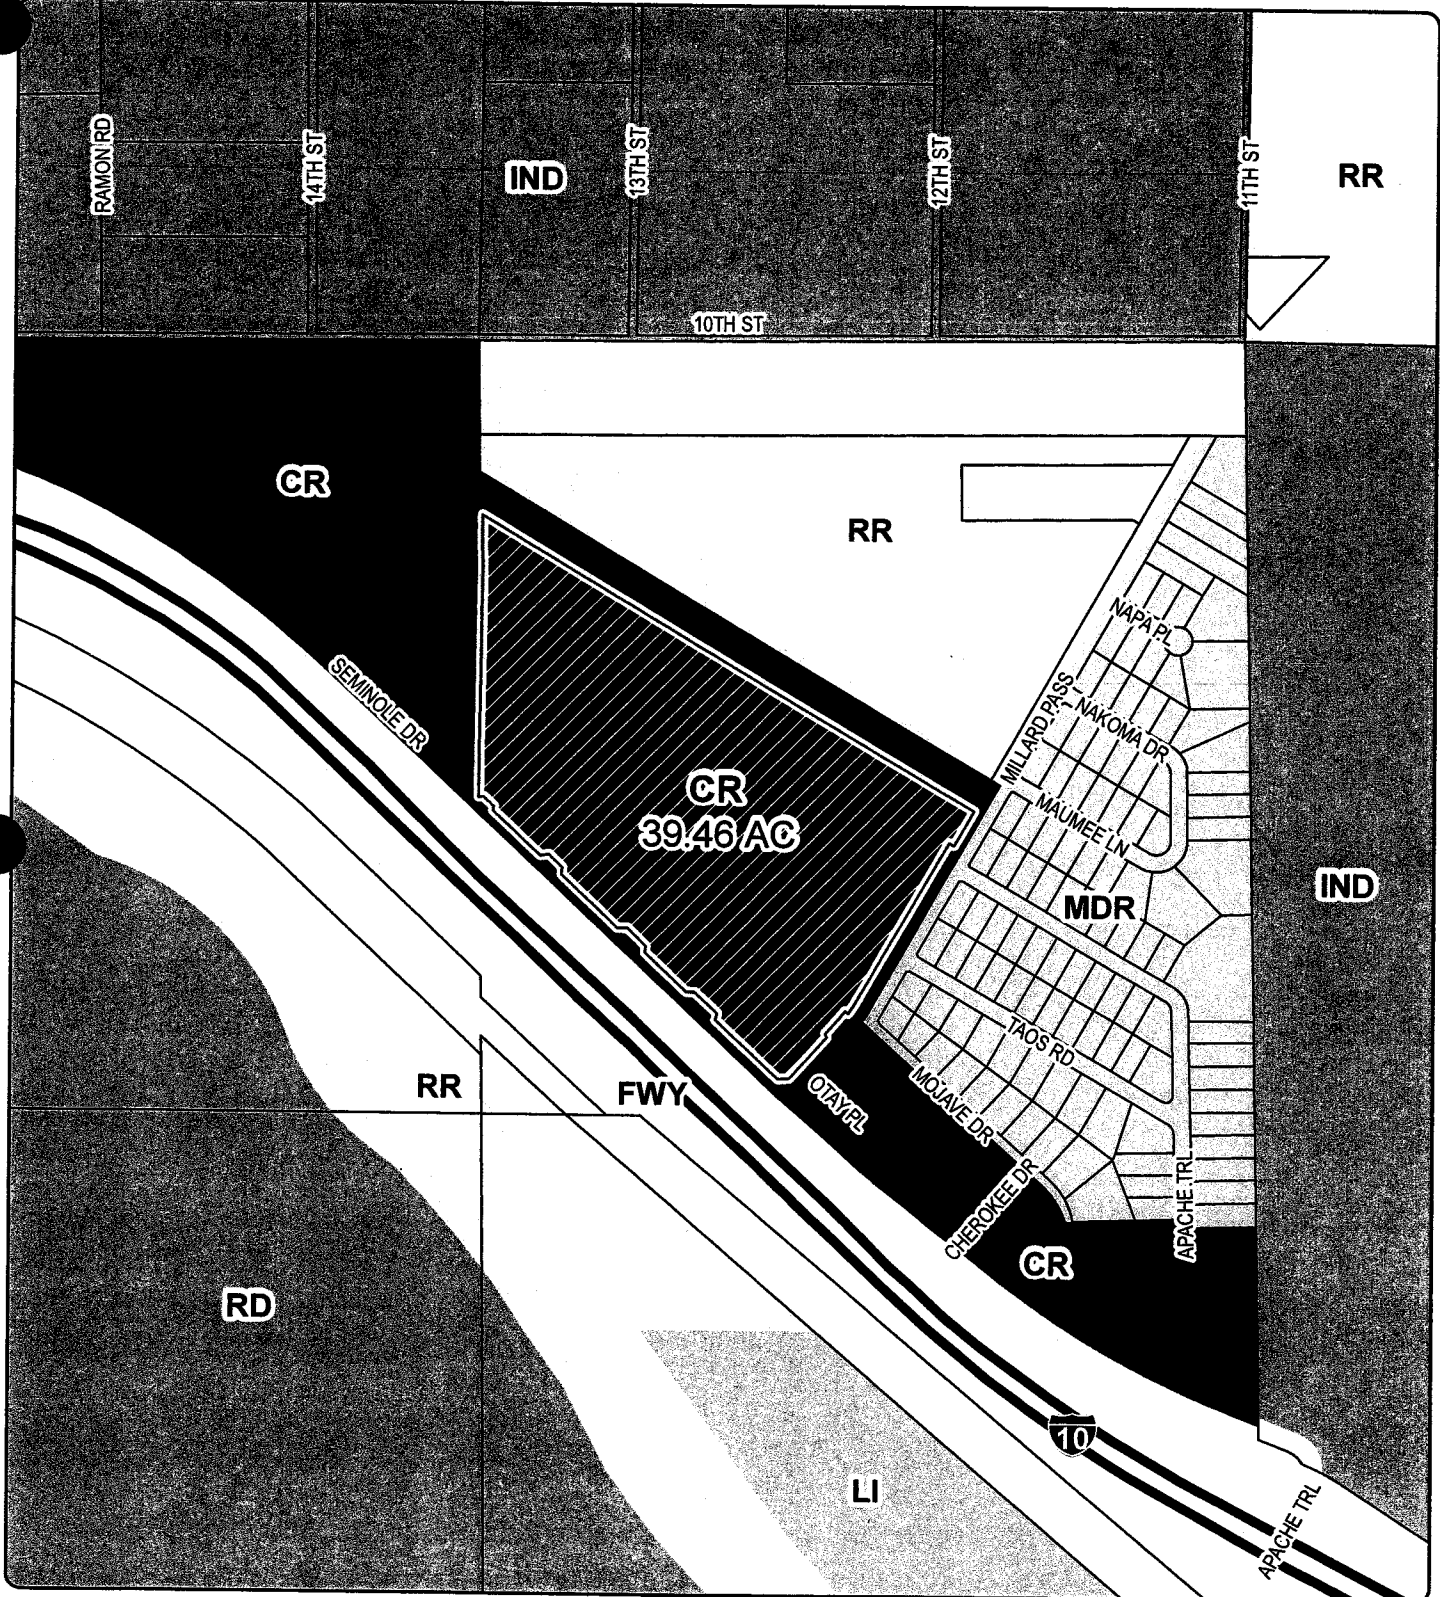 RAMON RD
14TH ST
IND
13TH ST
12TH ST
11TH ST
RR
10TH ST
CR
RR
NAPA PL
SEMINOLE DR
MILLARD PASS
NAKOMA DR
CR
39.46 AC
MAUMEE LN
IND
MDR
TAOS RD
RR
FWY
OTAY PL
MOJAVE DR
CHEROKEE DR
APACHE TRL
CR
RD
10
LI
APACHE TRL